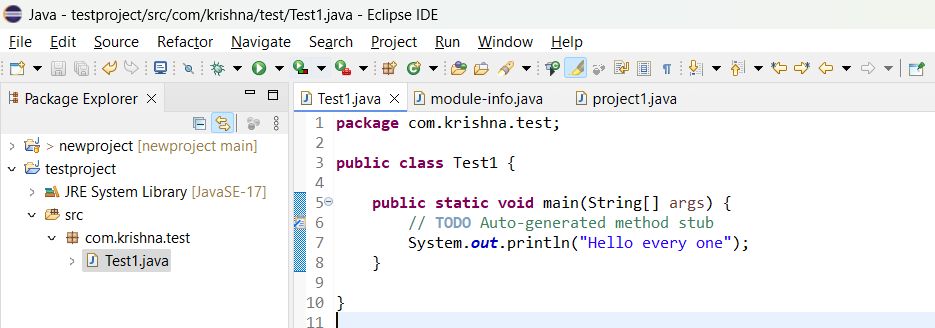 Java - testproject/src/com/krishna/test/Test1.java - Eclipse IDE
File Edit Source Refactor Navigate Search Project Run Window Help
Package Explorer
> newproject [newproject main]
testproject
JRE System Library [JavaSE-17]
src
com.krishna.test
Test1.java
Test1.java module-info.java project1.java
1 package com.krishna.test;
2
3 public class Test1 {
4
5 public static void main(String[] args) {
6 // TODO Auto-generated method stub
7 System.out.println("Hello every one");
8 }
9
10 }
11